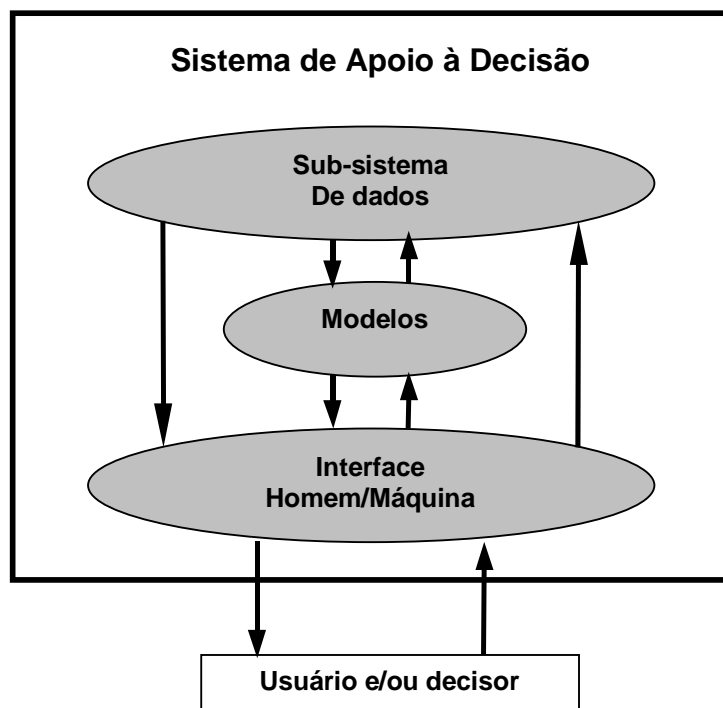 Sistema de Apoio à Decisão
Sub-sistema
De dados
Modelos
Interface
Homem/Máquina
Usuário e/ou decisor